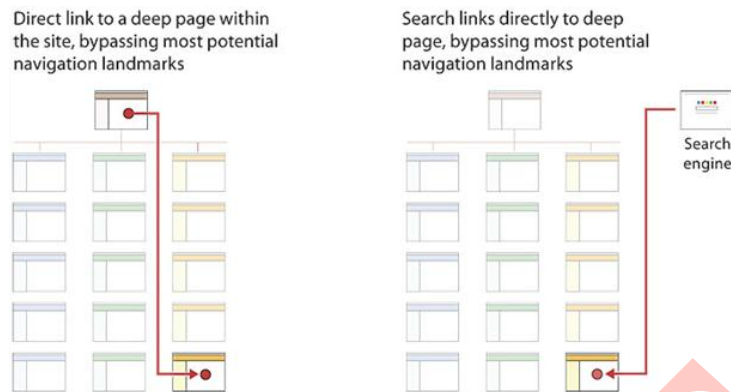 Direct link to a deep page within
the site, bypassing most potential
navigation landmarks
Search links directly to deep
page, bypassing most potential
navigation landmarks
Search
engine